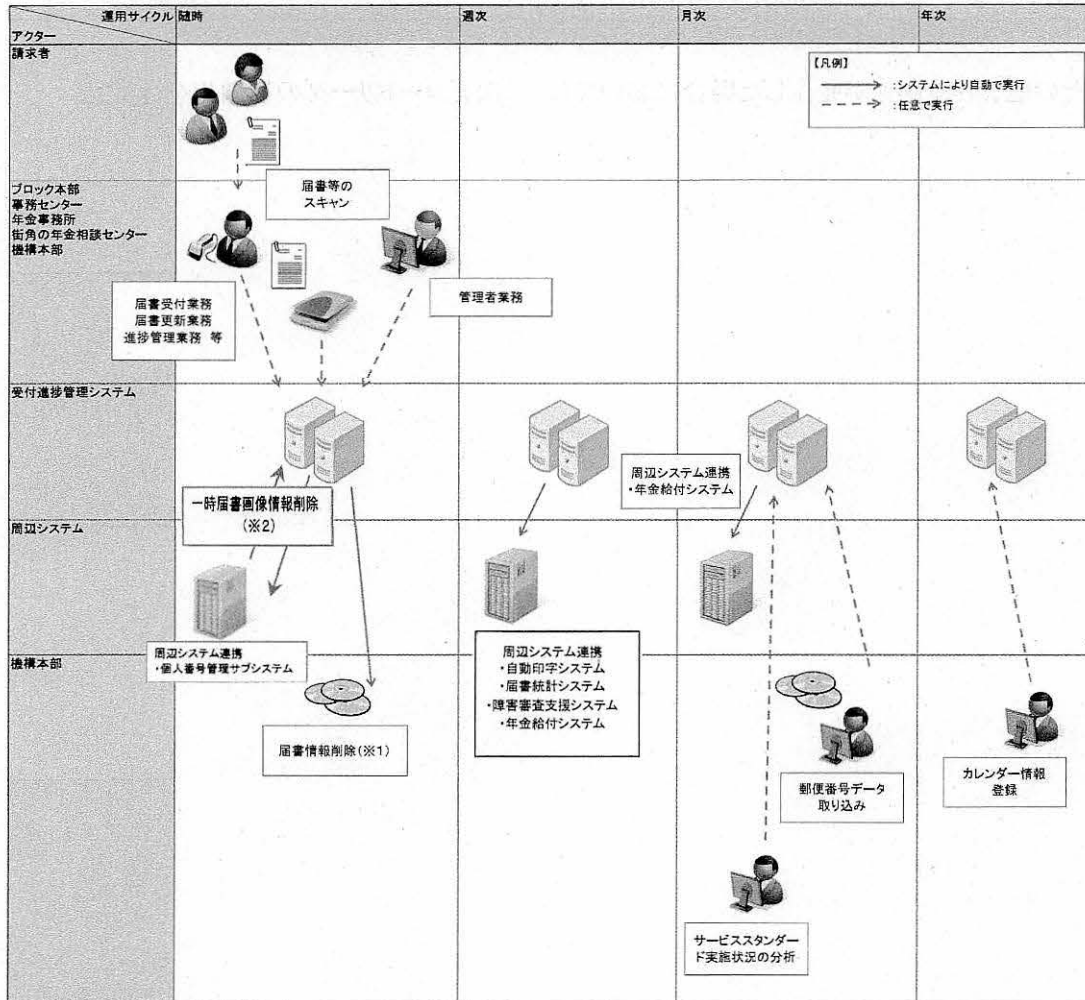 運用サイクル
アクター
随時
週次
月次
年次
請求者
【凡例】
:システムにより自動で実行
:任意で実行
届書等の
スキャン
ブロック本部
事務センター
年金事務所
街角の年金相談センター
機構本部
届書受付業務
届書更新業務
進捗管理業務 等
管理者業務
受付進捗管理システム
周辺システム連携
・年金給付システム
一時届書画像情報削除
(※2)
周辺システム
周辺システム連携
・個人番号管理サブシステム
周辺システム連携
・自動印字システム
・届書統計システム
・障害審査支援システム
・年金給付システム
機構本部
届書情報削除(※1)
郵便番号データ
取り込み
カレンダー情報
登録
サービススタンダー
ド実施状況の分析